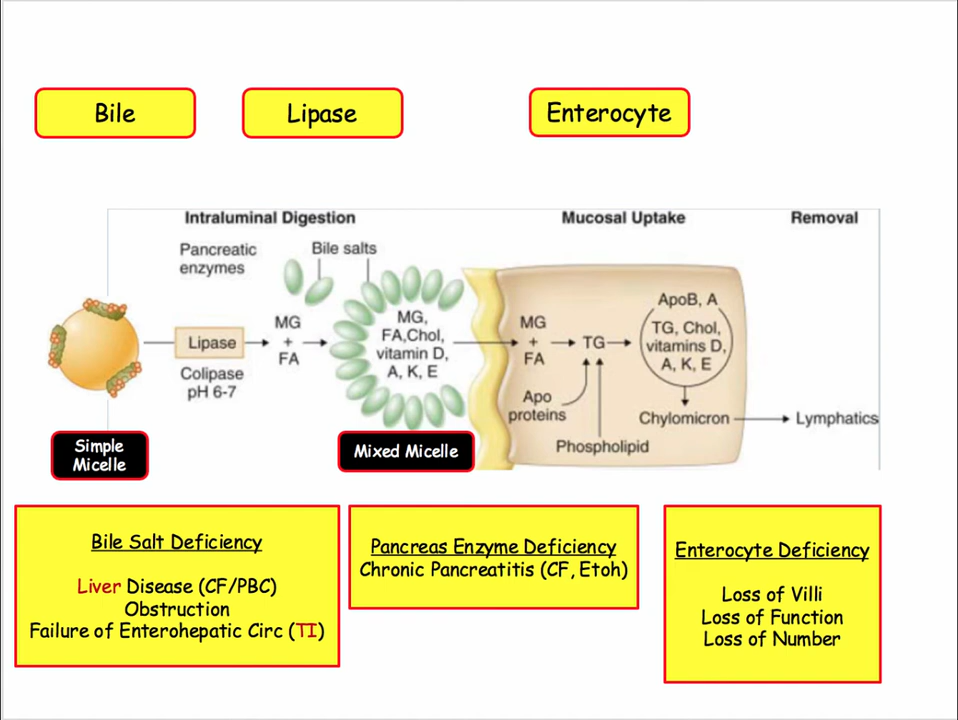 Bile
Lipase
Enterocyte
Intraluminal Digestion
Mucosal Uptake
Removal
Pancreatic
enzymes
Bile salts
Lipase
Colipase
pH 6-7
MG
+
FA
MG,
FA,Chol,
vitamin D,
A, K, E
MG
+
FA
TG
Apo
proteins
Phospholipid
ApoB, A
TG, Chol,
vitamins D,
A, K, E
Chylomicron
Lymphatics
Simple
Micelle
Mixed Micelle
Bile Salt Deficiency
Liver Disease (CF/PBC)
Obstruction
Failure of Enterohepatic Circ (TI)
Pancreas Enzyme Deficiency
Chronic Pancreatitis (CF, Etoh)
Enterocyte Deficiency
Loss of Villi
Loss of Function
Loss of Number